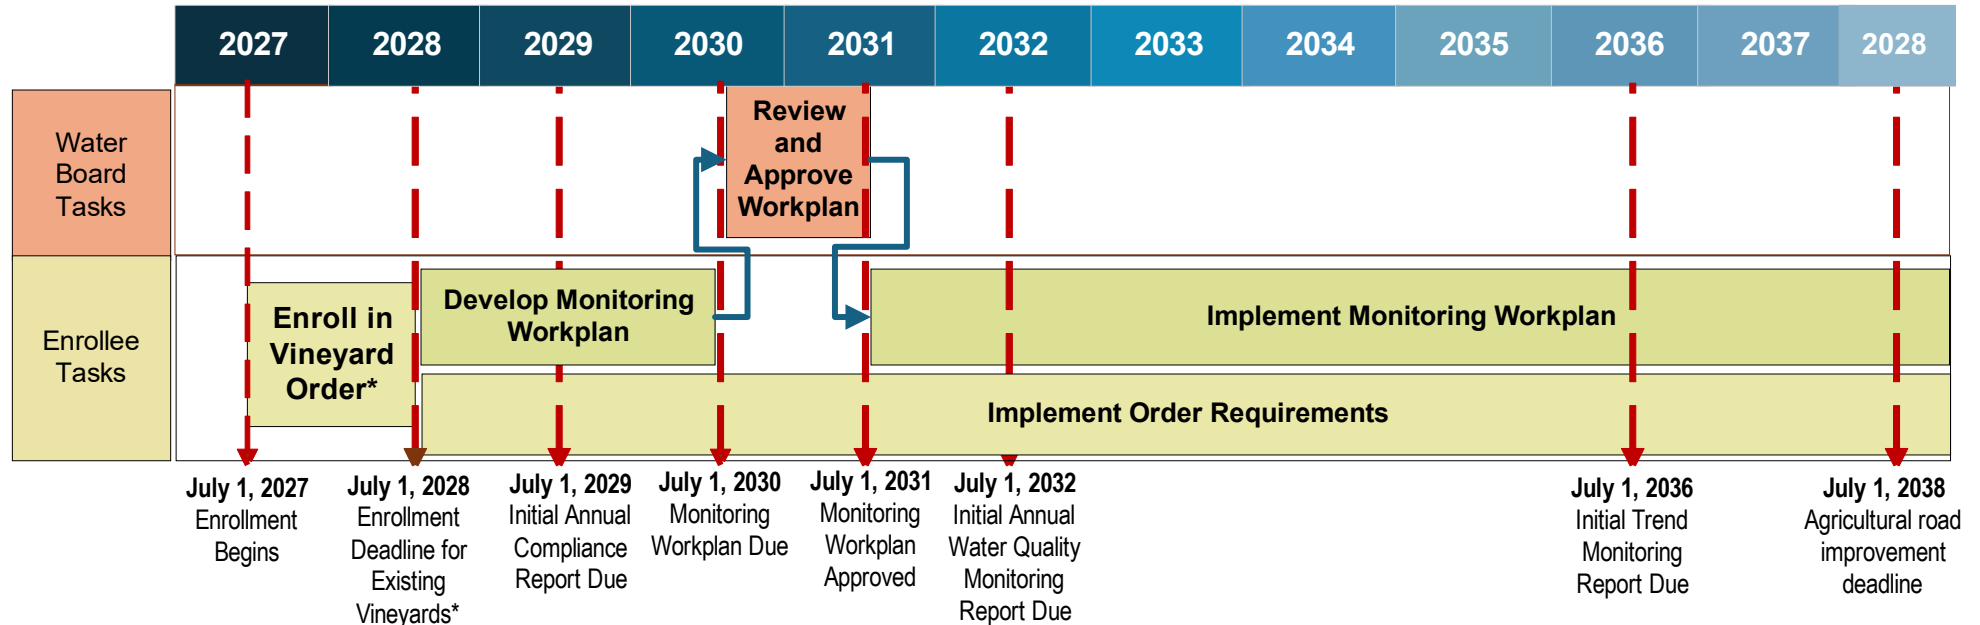 2027 2028 2029 2030 2031 2032 2033 2034 2035 2036 2037 2028
Water
Board
Tasks
Review
and
Approve
Workplan
Enrollee
Tasks
Enroll in
Vineyard
Order*
Develop Monitoring
Workplan
Implement Monitoring Workplan
Implement Order Requirements
July 1, 2027
Enrollment
Begins
July 1, 2028
Enrollment
Deadline for
Existing
Vineyards*
July 1, 2029
Initial Annual
Compliance
Report Due
July 1, 2030
Monitoring
Workplan Due
July 1, 2031
Monitoring
Workplan
Approved
July 1, 2032
Initial Annual
Water Quality
Monitoring
Report Due
July 1, 2036
Initial Trend
Monitoring
Report Due
July 1, 2038
Agricultural road
improvement
deadline